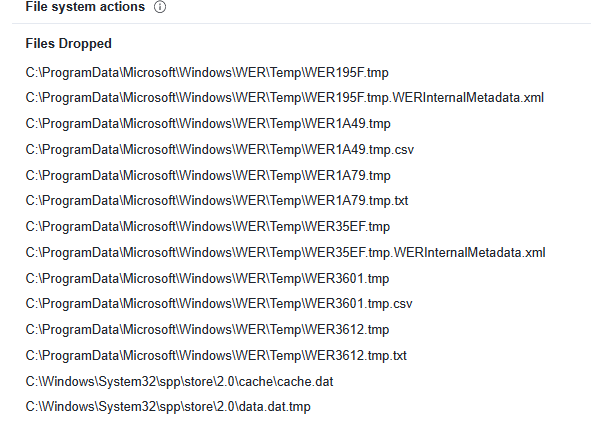 File system actions
Files Dropped
C:\ProgramData\Microsoft\Windows\WER\Temp\WER195F.tmp
C:\ProgramData\Microsoft\Windows\WER\Temp\WER195F.tmp.WERInternalMetadata.xml
C:\ProgramData\Microsoft\Windows\WER\Temp\WER1A49.tmp
C:\ProgramData\Microsoft\Windows\WER\Temp\WER1A49.tmp.csv
C:\ProgramData\Microsoft\Windows\WER\Temp\WER1A79.tmp
C:\ProgramData\Microsoft\Windows\WER\Temp\WER1A79.tmp.txt
C:\ProgramData\Microsoft\Windows\WER\Temp\WER35EF.tmp
C:\ProgramData\Microsoft\Windows\WER\Temp\WER35EF.tmp.WERInternalMetadata.xml
C:\ProgramData\Microsoft\Windows\WER\Temp\WER3601.tmp
C:\ProgramData\Microsoft\Windows\WER\Temp\WER3601.tmp.csv
C:\ProgramData\Microsoft\Windows\WER\Temp\WER3612.tmp
C:\ProgramData\Microsoft\Windows\WER\Temp\WER3612.tmp.txt
C:\Windows\System32\spp\store\2.0\cache\cache.dat
C:\Windows\System32\spp\store\2.0\data.dat.tmp